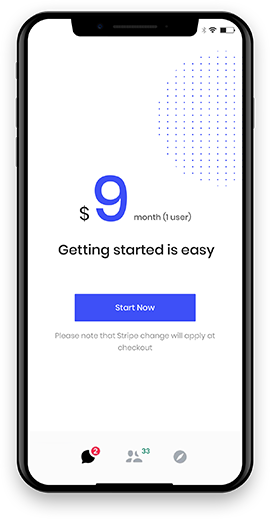 $ 9 month (1 user)
Getting started is easy
Start Now
Please note that Stripe change will apply at
checkout
2
33